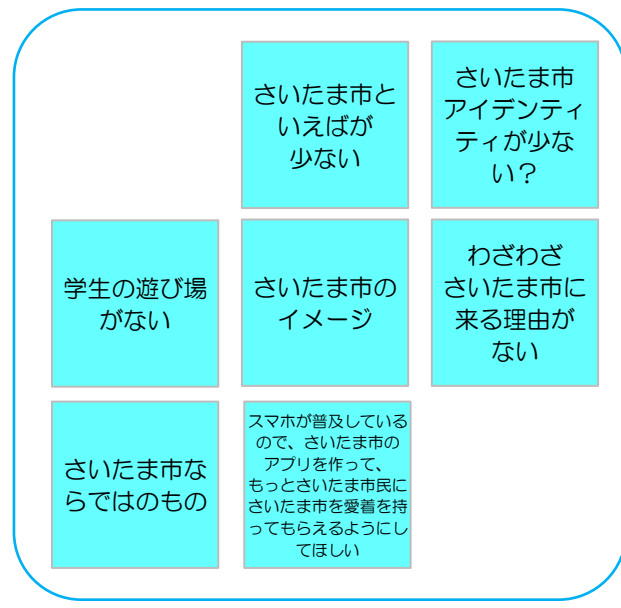 さいたま市と
いえばが
少ない
さいたま市
アイデンティ
ティが少な
い？
学生の遊び場
がない
さいたま市の
イメージ
わざわざ
さいたま市に
来る理由が
ない
さいたま市な
らではのもの
スマホが普及している
ので、さいたま市の
アプリを作って、
もっとさいたま市民に
さいたま市を愛着を持
ってもらえるようにし
てほしい